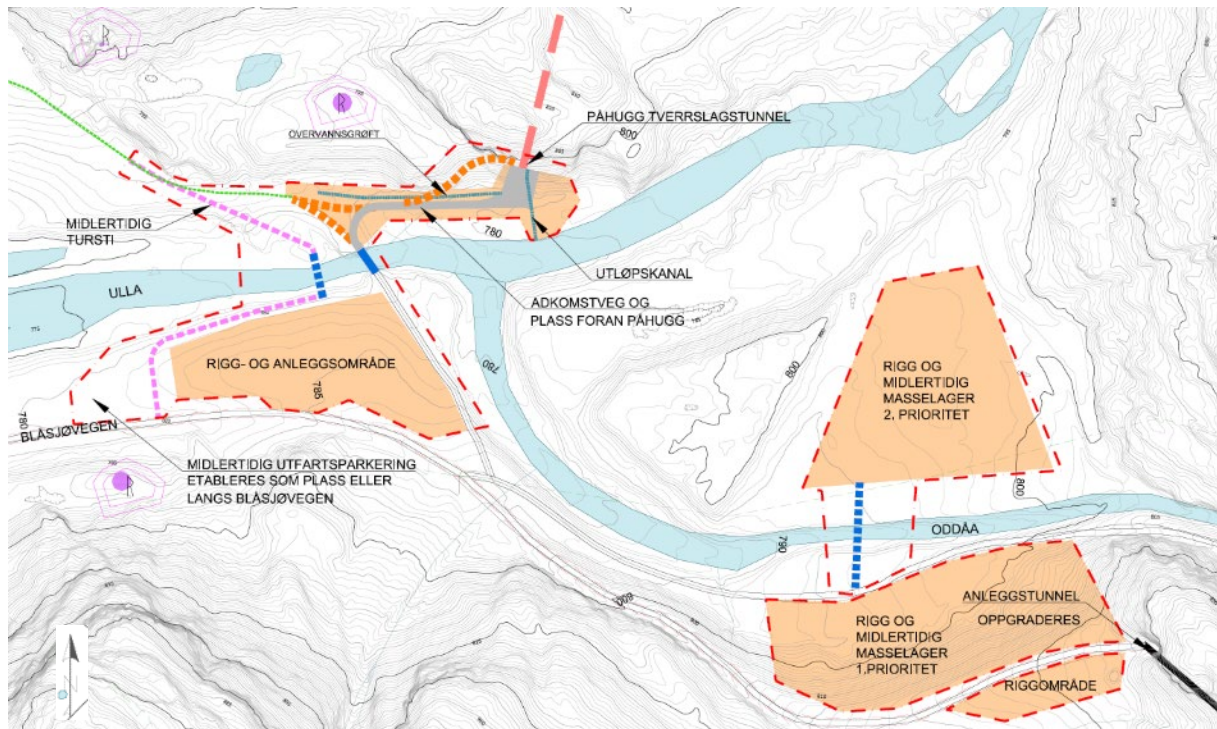 R
R
OVERVANNSGRØFT
PÅHUGG TVERRSLAGSTUNNEL
800
MIDLERTIDIG
TURSTI
780
UTLØPSKANAL
ULLA
ADKOMSTVEG OG
PLASS FORAN PÅHUGG
RIGG- OG ANLEGGSOMRÅDE
785
780
800
RIGG OG
MIDLERTIDIG
MASSELAGER
2. PRIORITET
780
BLÅSJØVEGEN
MIDLERTIDIG UTFARTSPARKERING
ETABLERES SOM PLASS ELLER
LANGS BLÅSJØVEGEN
R
800
790
ODDÅA
800
ANLEGGSTUNNEL
OPPGRADERES
RIGG OG
MIDLERTIDIG
MASSELAGER
1.PRIORITET
RIGGOMRÅDE
N